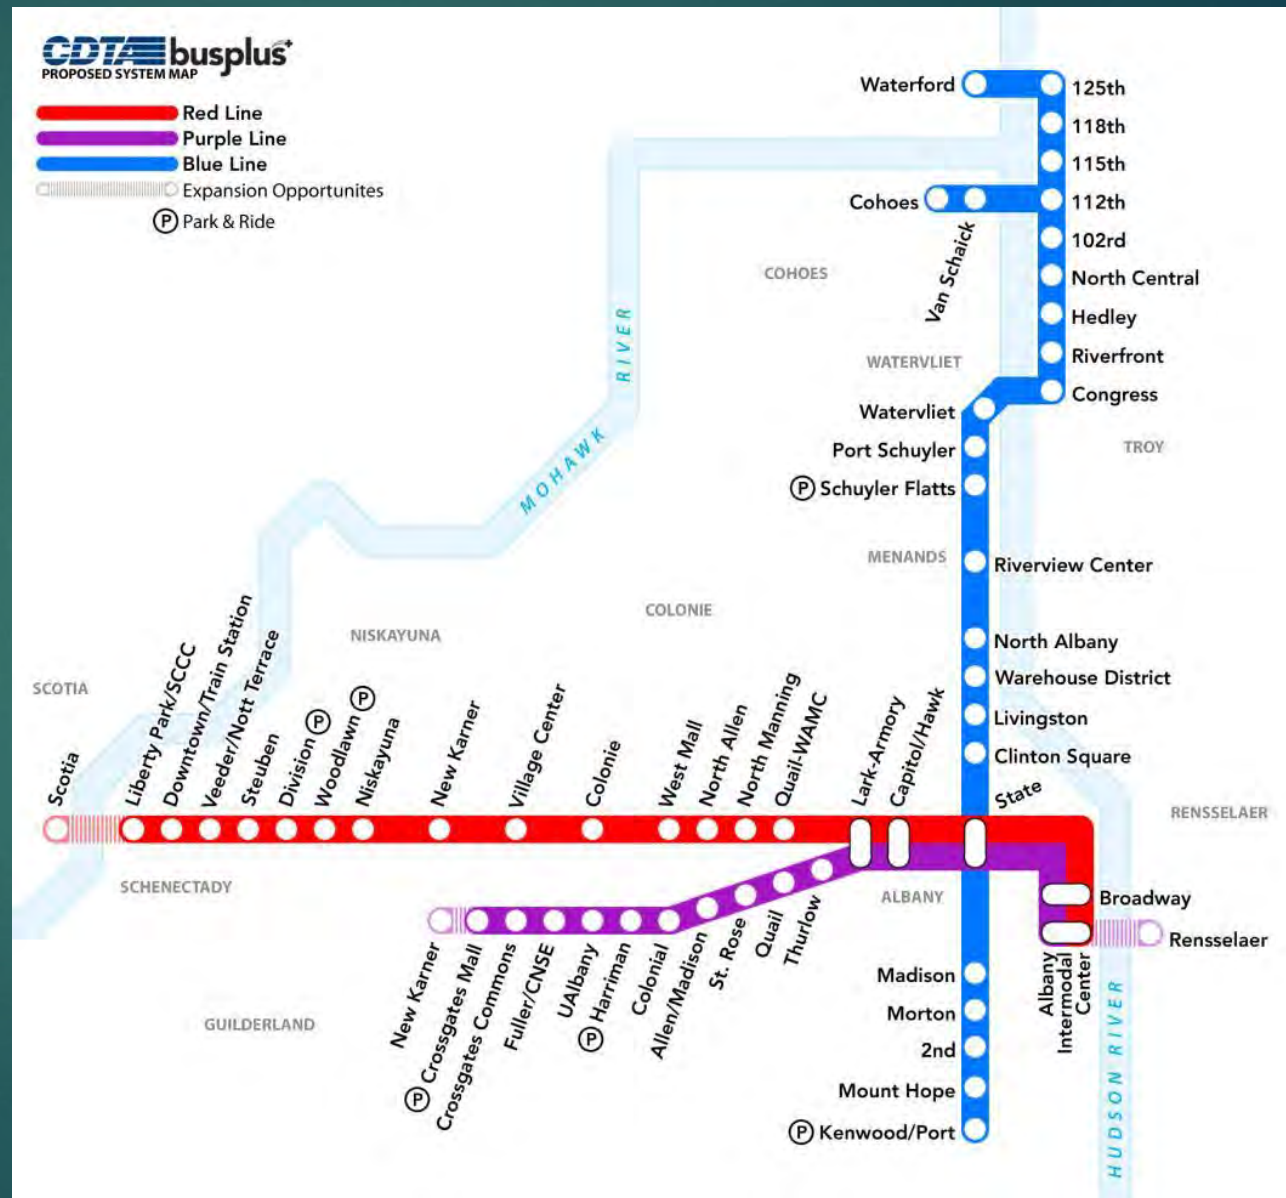 CDTA busplus+
PROPOSED SYSTEM MAP
Red Line
Purple Line
Blue Line
Expansion Opportunites
P Park & Ride
Waterford
125th
118th
115th
Cohoes
112th
Van Schaick
102rd
COHOES
North Central
Hedley
Riverfront
WATERVLIET
Congress
Watervliet
Port Schuyler
TROY
P Schuyler Flatts
MENANDS
Riverview Center
MOHAWK RIVER
COLONIE
NISKAYUNA
North Albany
Warehouse District
Livingston
Clinton Square
State
SCOTIA
Scotia
Liberty Park/SCCC
Downtown/Train Station
Veeder/Nott Terrace
Steuben
Division P
Woodlawn P
Niskayuna
New Karner
Village Center
Colonie
West Mall
North Allen
North Manning
Quail-WAMC
Lark-Armory
Capitol/Hawk
RENSSELAER
SCHENECTADY
ALBANY
Broadway
Rensselaer
Albany
Intermodal
Center
New Karner
P Crossgates Mall
Crossgates Commons
Fuller/CNSE
UAlbany
P Harriman
Colonial
Allen/Madison
St. Rose
Quail
Thurlow
GUILDERLAND
Madison
Morton
2nd
Mount Hope
P Kenwood/Port
HUDSON RIVER